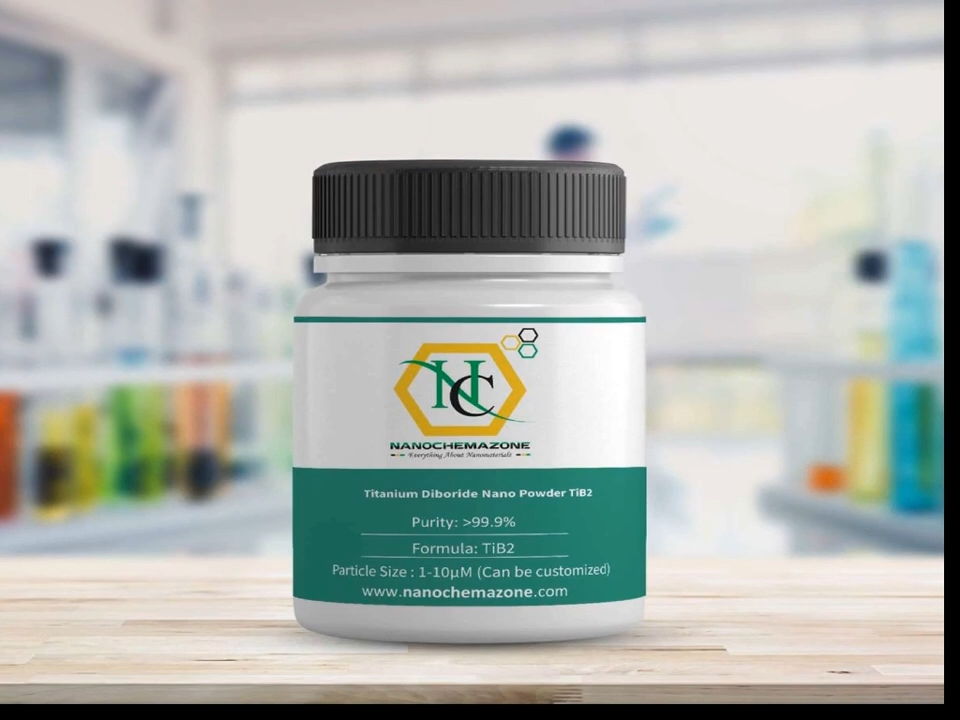 NC
NANOCHEMAZONE
Everything About Nanomaterials
Titanium Diboride Nano Powder TiB2
Purity: >99.9%
Formula: TiB2
Particle Size : 1-10µM (Can be customized)
www.nanochemazone.com